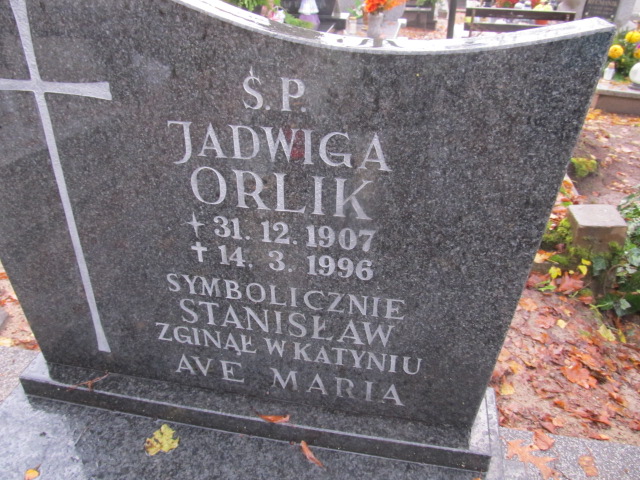 Ś.P.
JADWIGA
ORLIK
* 31. 12. 1907
✝ 14. 3. 1996
SYMBOLICZNIE
STANISŁAW
ZGINĄŁ W KATYNIU
AVE MARIA